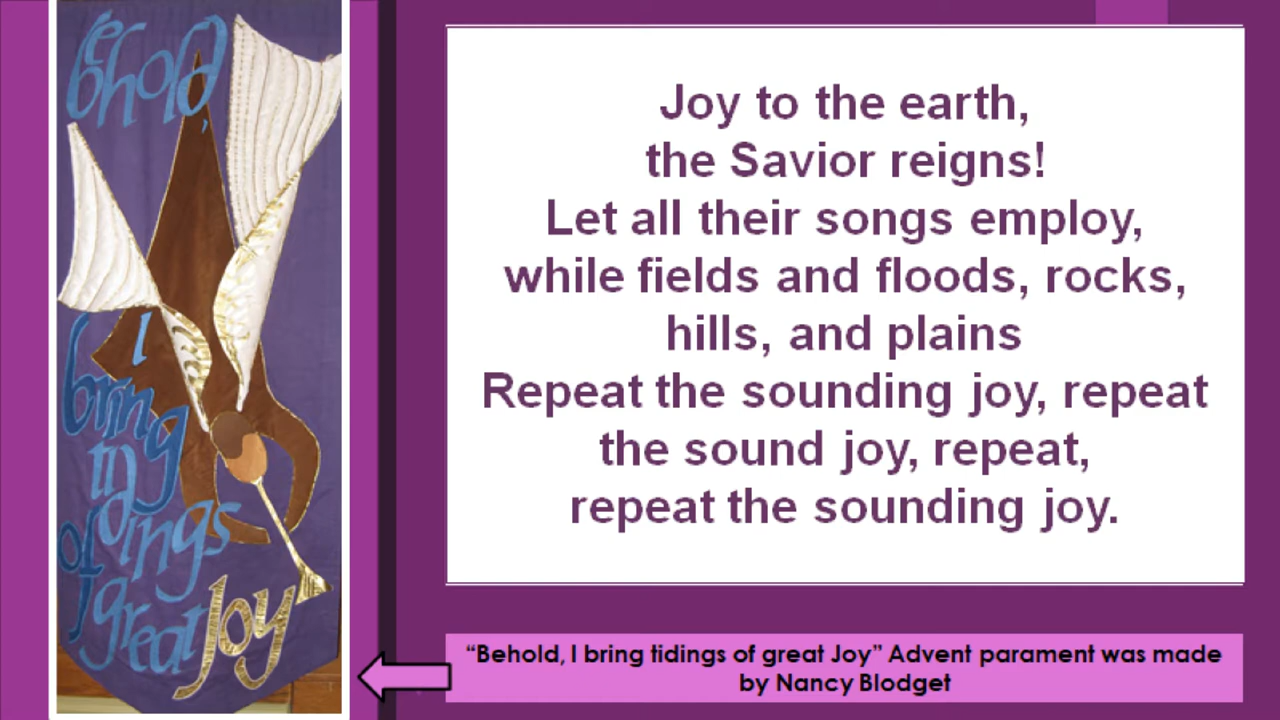 Behold,
I
bring
tidings
of
great
Joy
Joy to the earth,
the Savior reigns!
Let all their songs employ,
while fields and floods, rocks,
hills, and plains
Repeat the sounding joy, repeat
the sound joy, repeat,
repeat the sounding joy.
“Behold, I bring tidings of great Joy” Advent parament was made
by Nancy Blodget